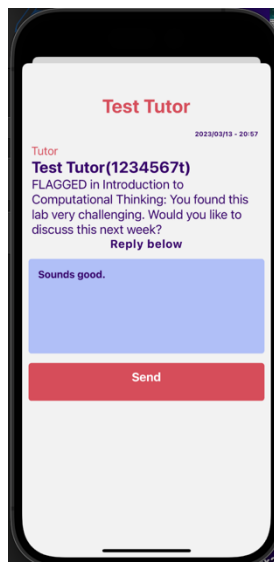 Test Tutor
2023/03/13 - 20:57
Tutor
Test Tutor(1234567t)
FLAGGED in Introduction to
Computational Thinking: You found this
lab very challenging. Would you like to
discuss this next week?
Reply below
Sounds good.
Send